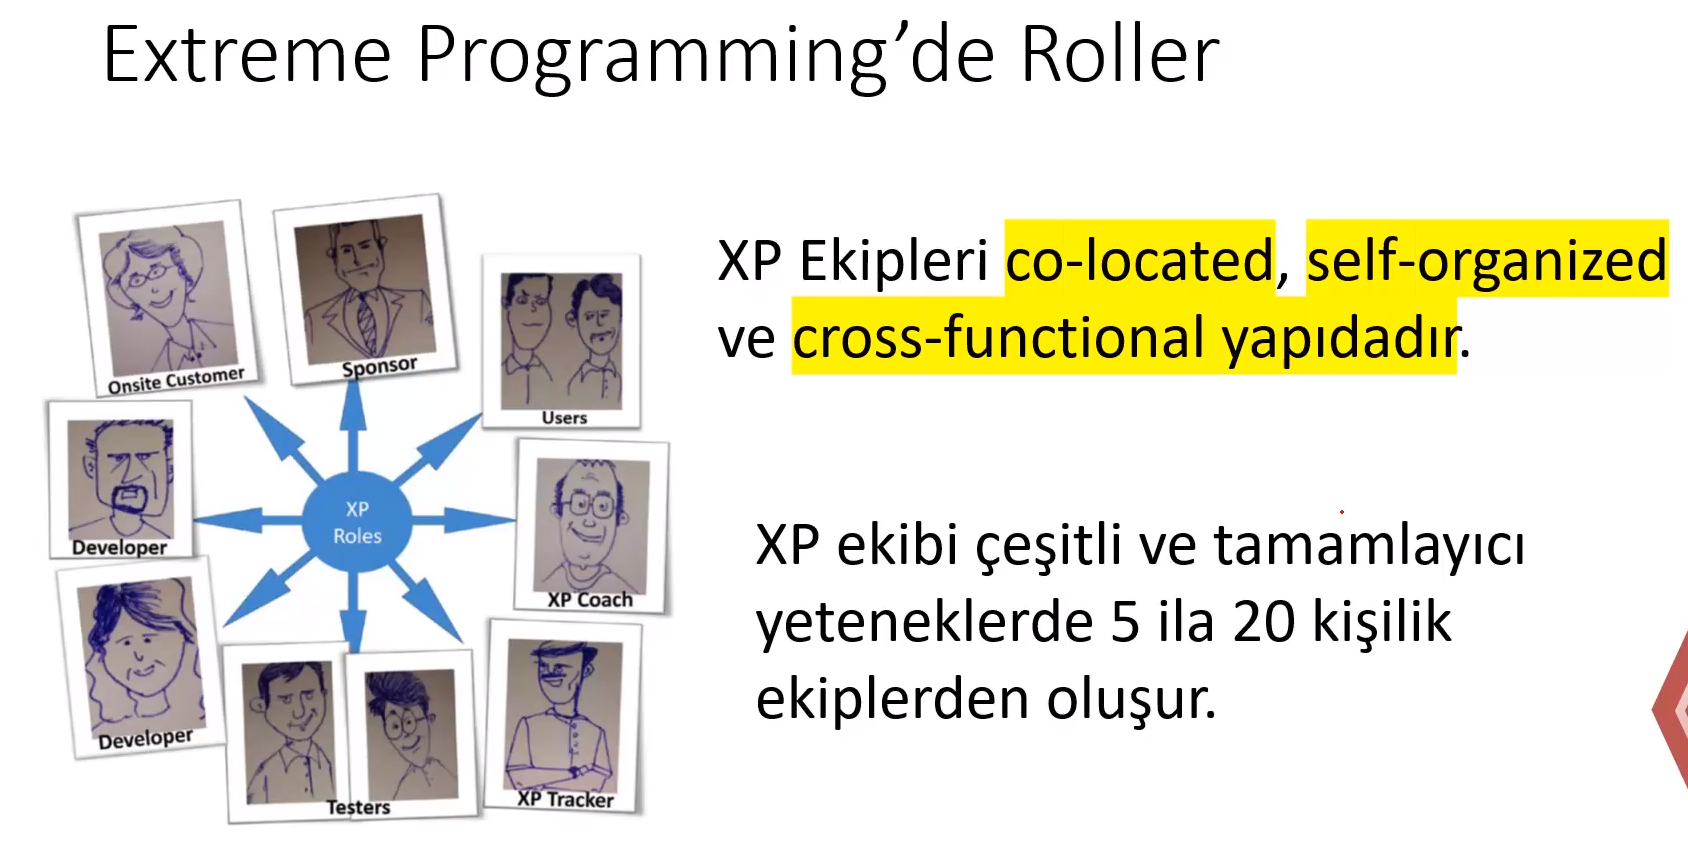 Extreme Programming’de Roller
Onsite Customer
Sponsor
Users
Developer
XP
Roles
XP Coach
Developer
Testers
XP Tracker
XP Ekipleri co-located, self-organized
ve cross-functional yapıdadır.
XP ekibi çeşitli ve tamamlayıcı
yeteneklerde 5 ila 20 kişilik
ekiplerden oluşur.